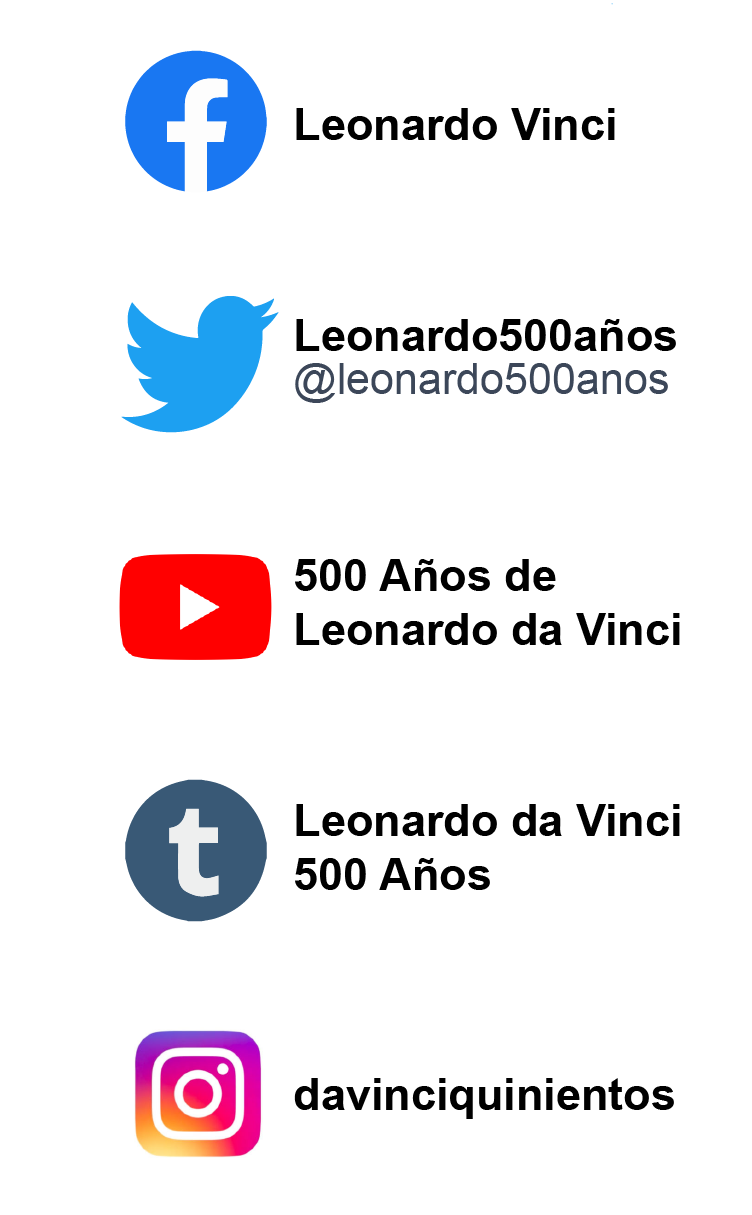 Leonardo Vinci
Leonardo500años
@leonardo500anos
500 Años de
Leonardo da Vinci
Leonardo da Vinci
500 Años
davinciquinientos